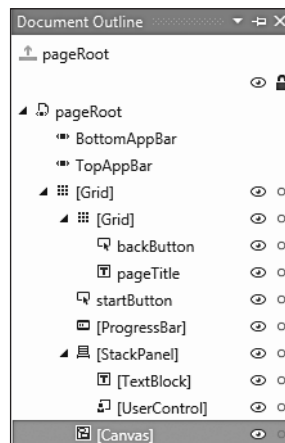 Document Outline
pageRoot
pageRoot
BottomAppBar
TopAppBar
[Grid]
[Grid]
backButton
pageTitle
startButton
[ProgressBar]
[StackPanel]
[TextBlock]
[UserControl]
[Canvas]